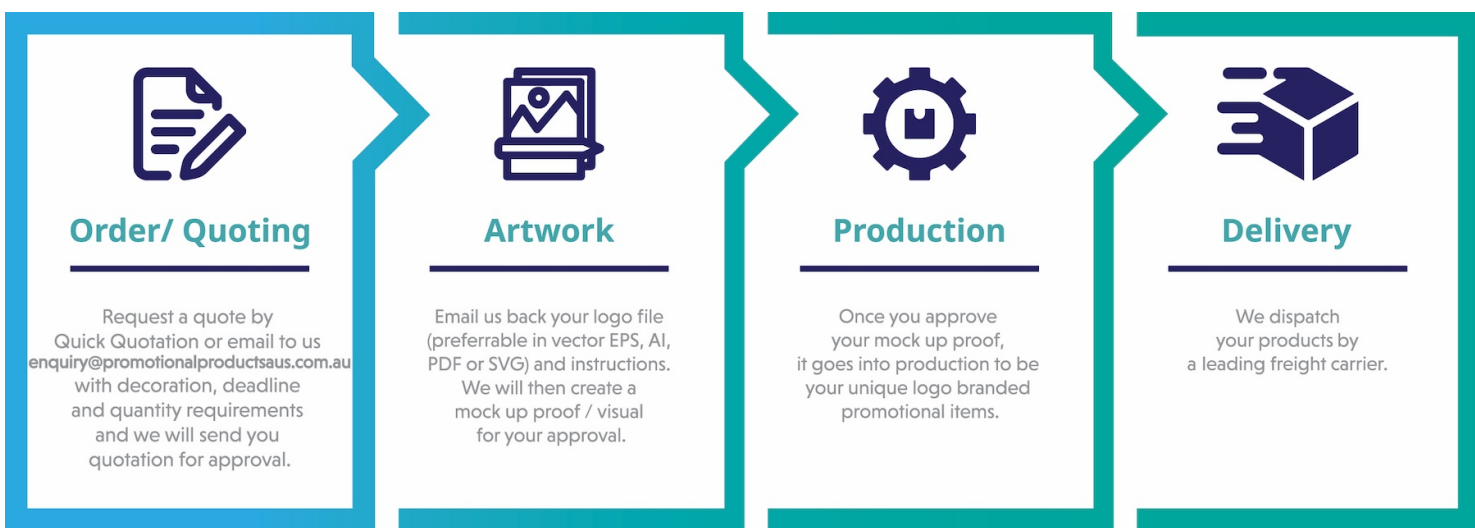 Order/ Quoting
Request a quote by
Quick Quotation or email to us
enquiry@promotionalproductsaus.com.au
with decoration, deadline
and quantity requirements
and we will send you
quotation for approval.
Artwork
Email us back your logo file
(preferrable in vector EPS, AI,
PDF or SVG) and instructions.
We will then create a
mock up proof / visual
for your approval.
Production
Once you approve
your mock up proof,
it goes into production to be
your unique logo branded
promotional items.
Delivery
We dispatch
your products by
a leading freight carrier.